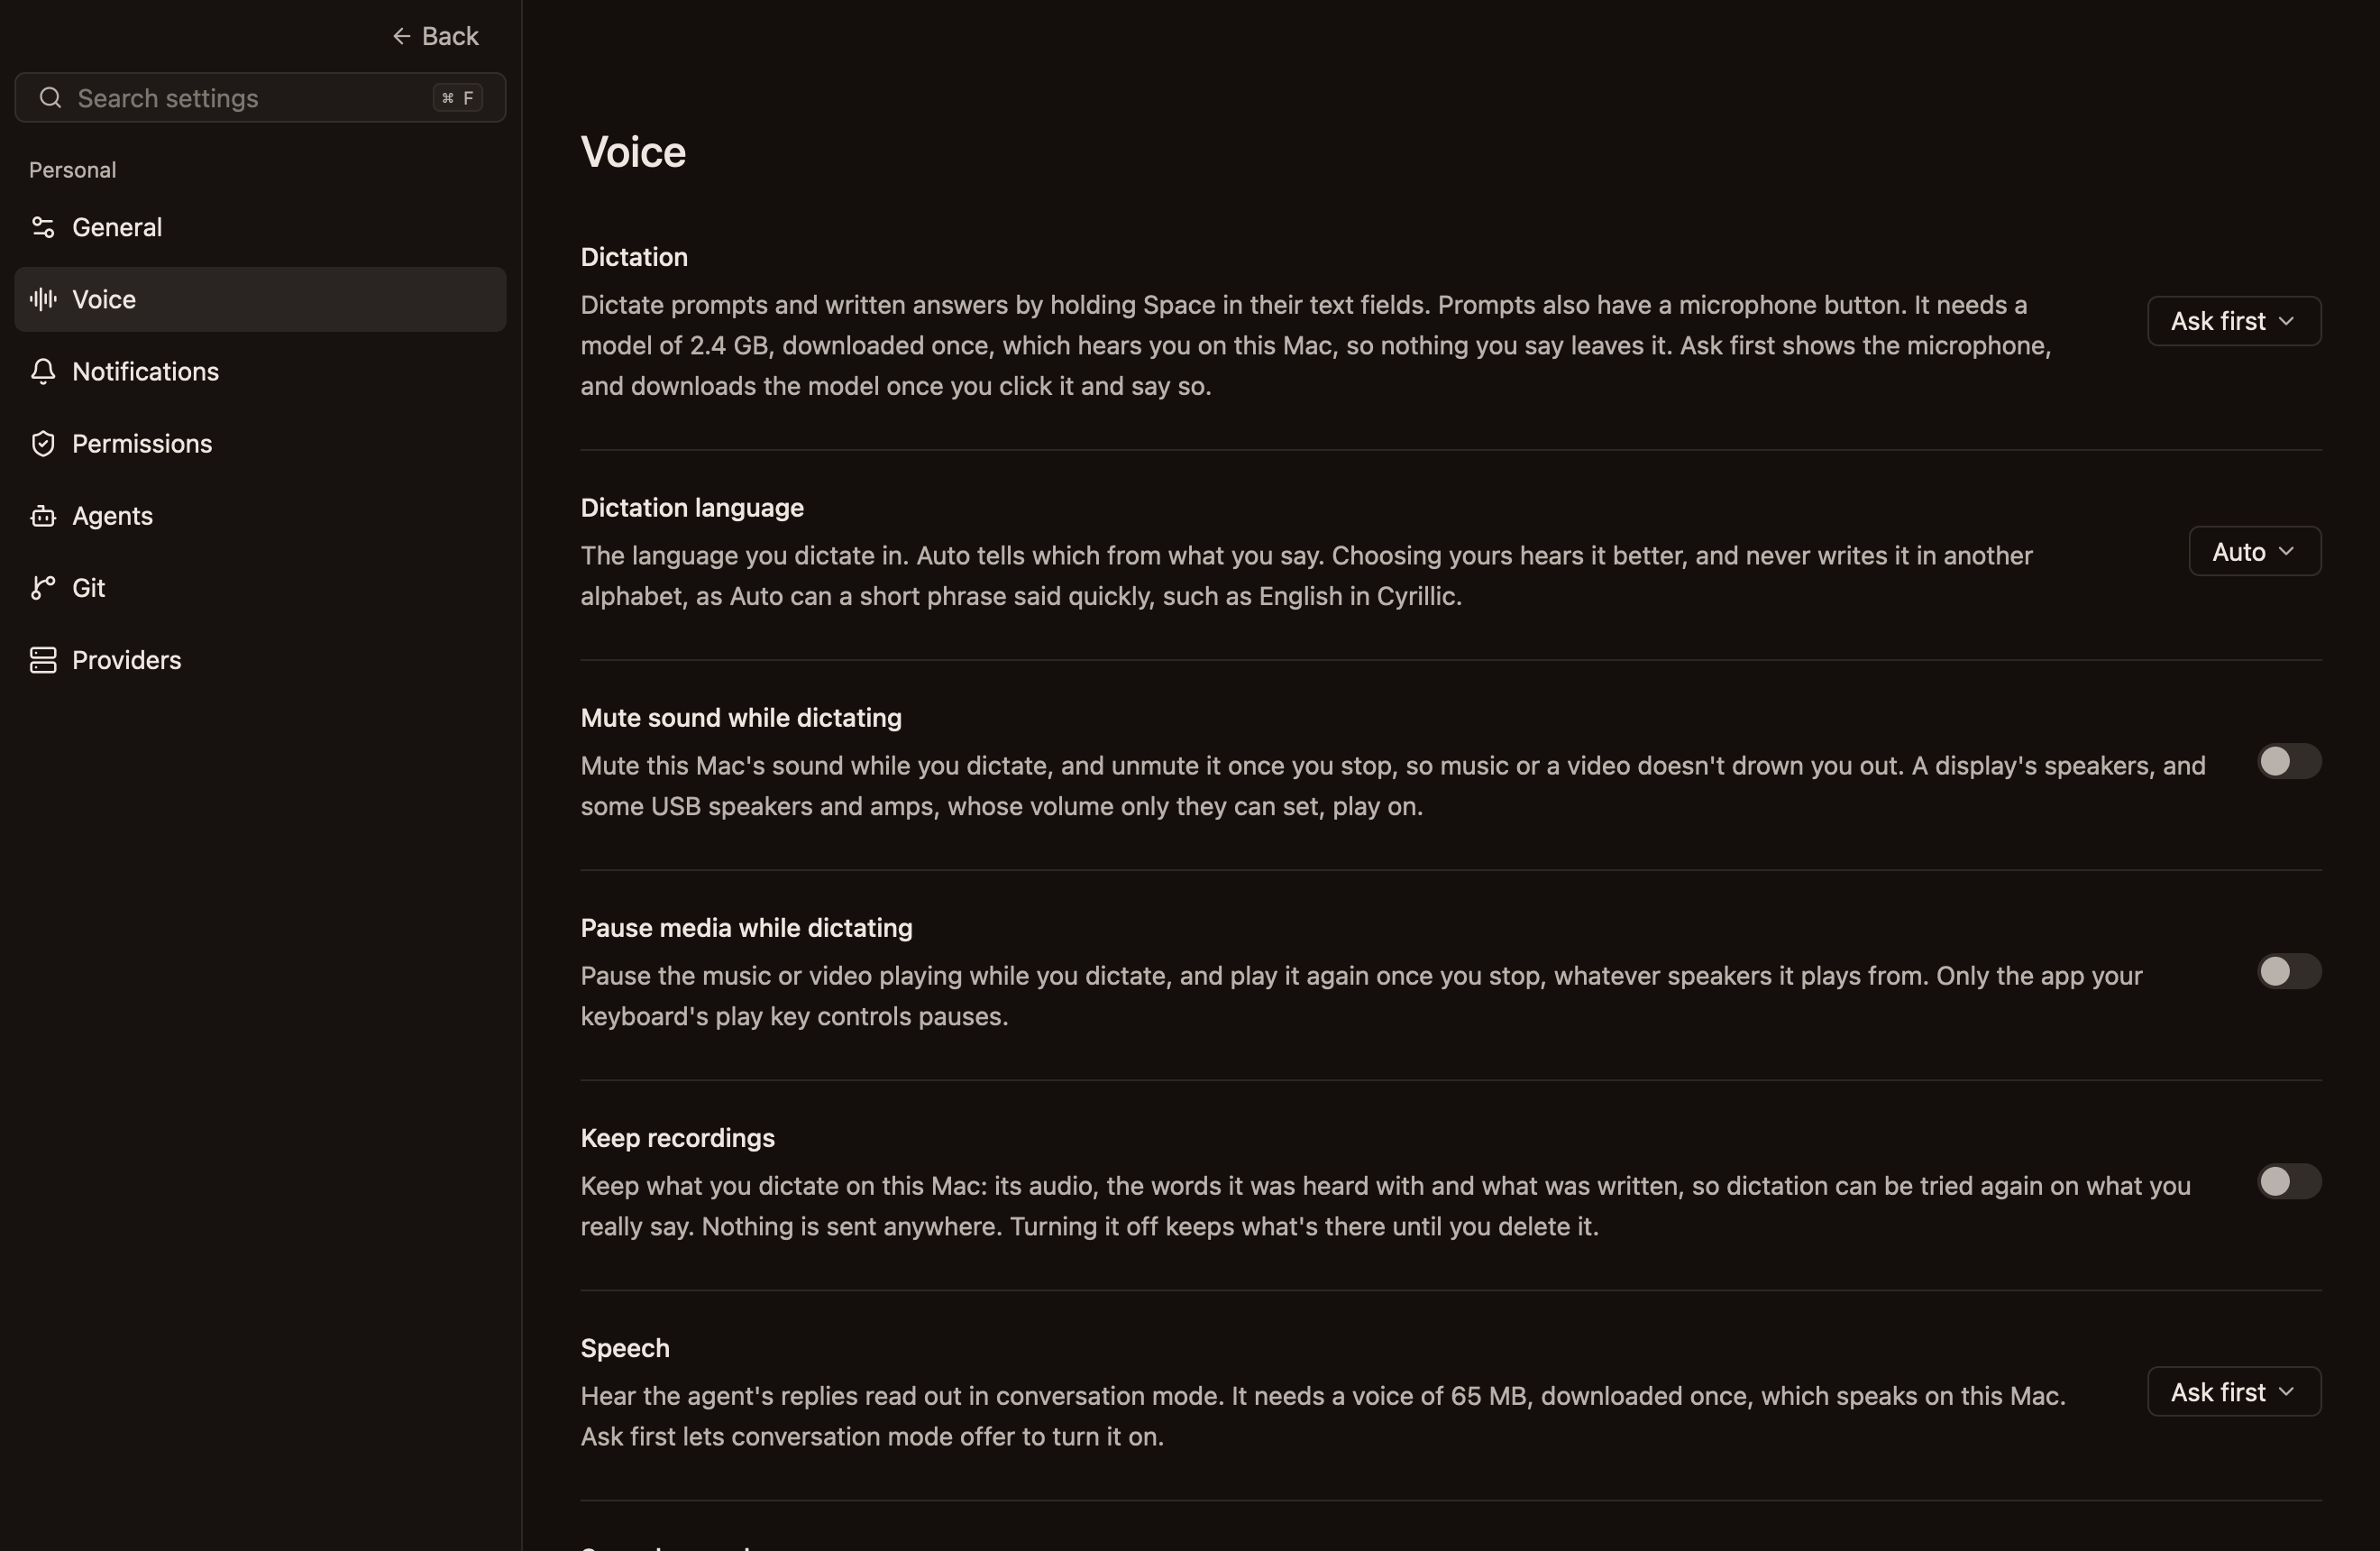 Back
Search settings
⌘ F
Personal
General
Voice
Notifications
Permissions
Agents
Git
Providers
Voice
Dictation
Dictate prompts and written answers by holding Space in their text fields. Prompts also have a microphone button. It needs a
model of 2.4 GB, downloaded once, which hears you on this Mac, so nothing you say leaves it. Ask first shows the microphone,
and downloads the model once you click it and say so.
Ask first
Dictation language
The language you dictate in. Auto tells which from what you say. Choosing yours hears it better, and never writes it in another
alphabet, as Auto can a short phrase said quickly, such as English in Cyrillic.
Auto
Mute sound while dictating
Mute this Mac's sound while you dictate, and unmute it once you stop, so music or a video doesn't drown you out. A display's speakers, and
some USB speakers and amps, whose volume only they can set, play on.
Pause media while dictating
Pause the music or video playing while you dictate, and play it again once you stop, whatever speakers it plays from. Only the app your
keyboard's play key controls pauses.
Keep recordings
Keep what you dictate on this Mac: its audio, the words it was heard with and what was written, so dictation can be tried again on what you
really say. Nothing is sent anywhere. Turning it off keeps what's there until you delete it.
Speech
Hear the agent's replies read out in conversation mode. It needs a voice of 65 MB, downloaded once, which speaks on this Mac.
Ask first lets conversation mode offer to turn it on.
Ask first